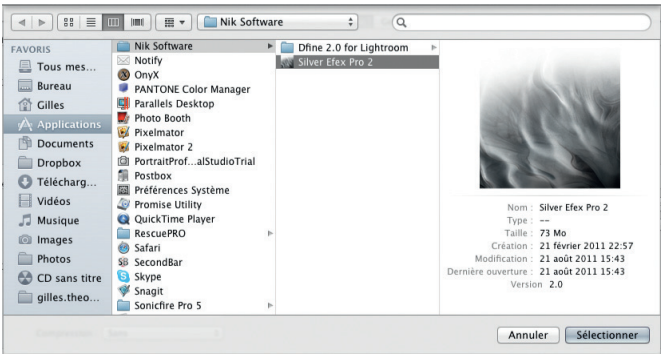 Nik Software
FAVORIS
Tous mes...
Bureau
Gilles
Applications
Documents
Dropbox
Télécharg...
Vidéos
Musique
Images
Photos
CD sans titre
gilles.theo...
Nik Software
Notify
OnyX
PANTONE Color Manager
Parallels Desktop
Photo Booth
Pixelmator
Pixelmator 2
PortraitProf...alStudioTrial
Postbox
Préférences Système
Promise Utility
QuickTime Player
RescuePRO
Safari
SecondBar
Skype
Snagit
Sonicfire Pro 5
Dfine 2.0 for Lightroom
Silver Efex Pro 2
Nom : Silver Efex Pro 2
Type : --
Taille : 73 Mo
Création : 21 février 2011 22:57
Modification : 21 août 2011 15:43
Dernière ouverture : 21 août 2011 15:43
Version 2.0
Annuler
Sélectionner